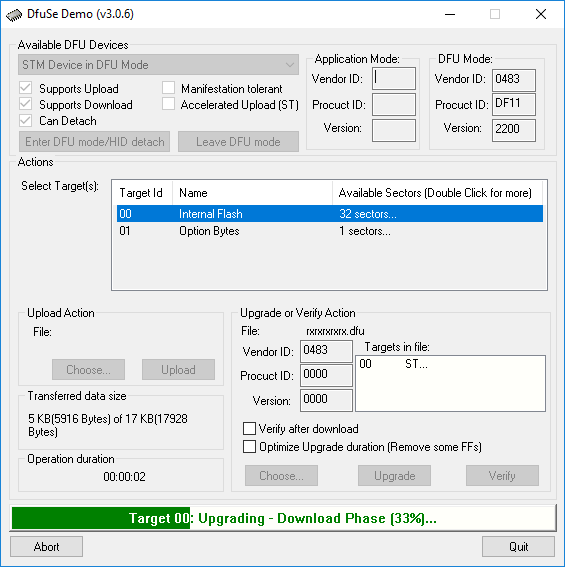 DfuSe Demo (v3.0.6)
Available DFU Devices
STM Device in DFU Mode
Supports Upload
Manifestation tolerant
Supports Download
Accelerated Upload (ST)
Can Detach
Enter DFU mode/HID detach
Leave DFU mode
Application Mode:
Vendor ID:
Procuct ID:
Version:
DFU Mode:
Vendor ID: 0483
Procuct ID: DF11
Version: 2200
Actions
Select Target(s):
Target Id Name Available Sectors (Double Click for more)
00 Internal Flash 32 sectors...
01 Option Bytes 1 sectors...
Upload Action
File:
Choose... Upload
Transferred data size
5 KB(5916 Bytes) of 17 KB(17928
Bytes)
Operation duration
00:00:02
Upgrade or Verify Action
File: rxrxrxrxrx.dfu
Vendor ID: 0483
Procuct ID: 0000
Version: 0000
Targets in file:
00 ST...
Verify after download
Optimize Upgrade duration (Remove some FFs)
Choose... Upgrade Verify
Target 00: Upgrading - Download Phase (33%)...
Abort Quit